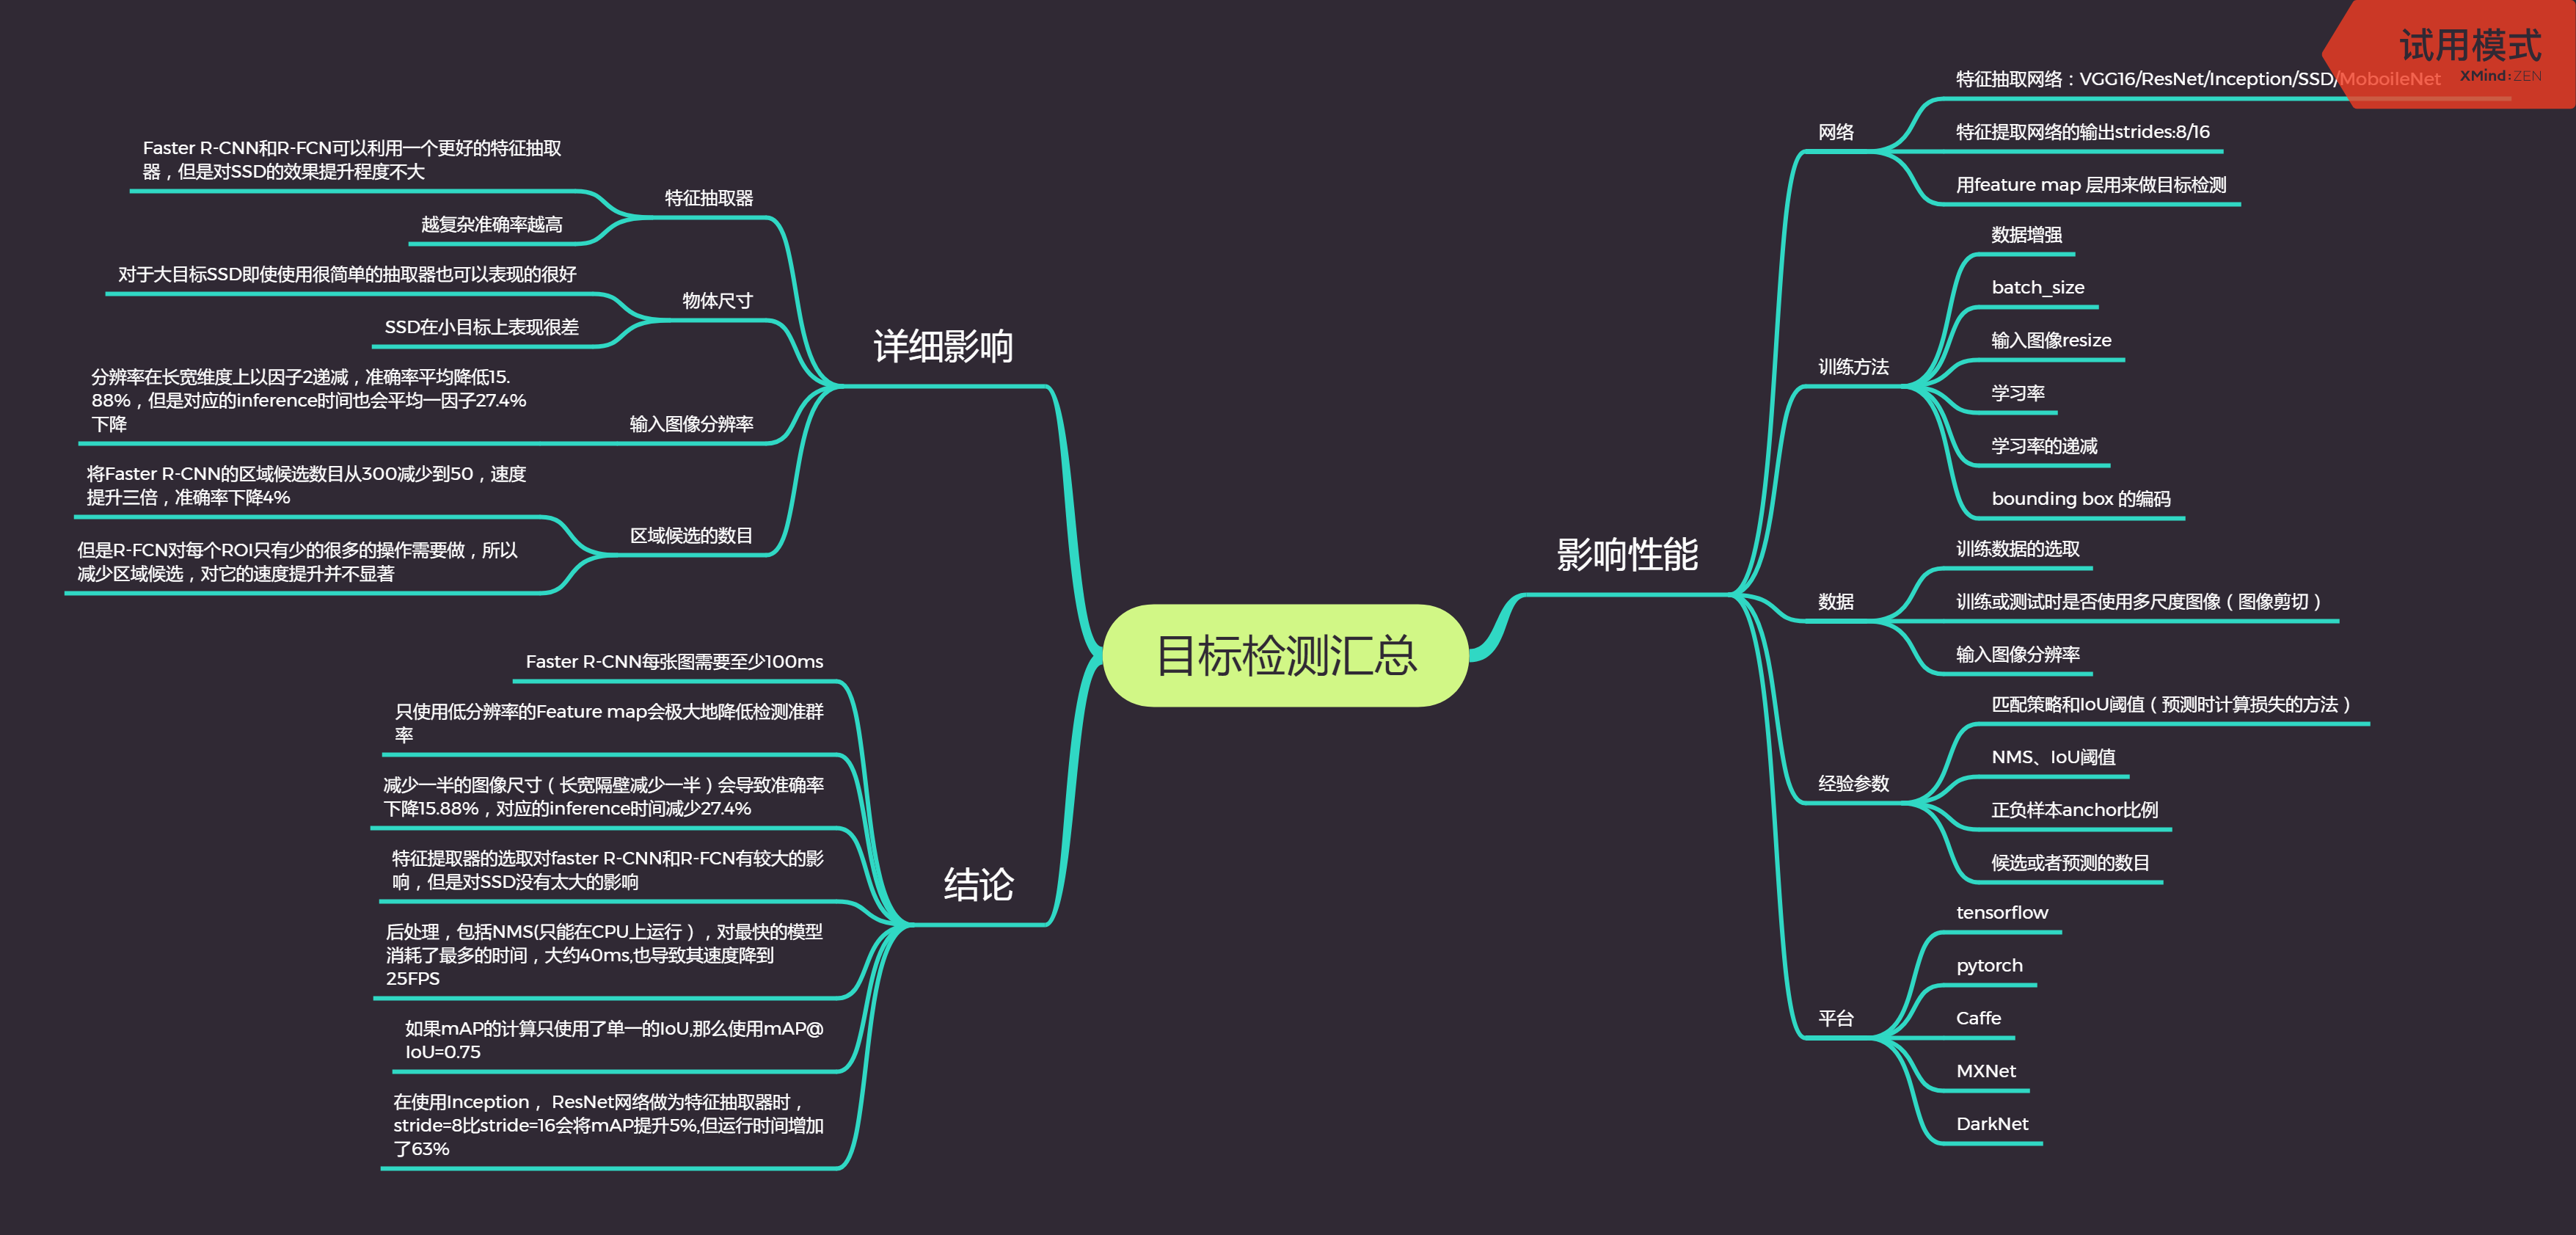 目标检测汇总
影响性能
网络
特征抽取网络：VGG16/ResNet/Inception/SSD/MoboileNet
特征提取网络的输出strides:8/16
用feature map 层用来做目标检测
训练方法
数据增强
batch_size
输入图像resize
学习率
学习率的递减
bounding box 的编码
数据
训练数据的选取
训练或测试时是否使用多尺度图像（图像剪切）
输入图像分辨率
经验参数
匹配策略和IoU阈值（预测时计算损失的方法）
NMS、IoU阈值
正负样本anchor比例
候选或者预测的数目
平台
tensorflow
pytorch
Caffe
MXNet
DarkNet
详细影响
特征抽取器
Faster R-CNN和R-FCN可以利用一个更好的特征抽取
器，但是对SSD的效果提升程度不大
越复杂准确率越高
物体尺寸
对于大目标SSD即使使用很简单的抽取器也可以表现的很好
SSD在小目标上表现很差
输入图像分辨率
分辨率在长宽维度上以因子2递减，准确率平均降低15.
88%，但是对应的inference时间也会平均一因子27.4%
下降
区域候选的数目
将Faster R-CNN的区域候选数目从300减少到50，速度
提升三倍，准确率下降4%
但是R-FCN对每个ROI只有少的很多的操作需要做，所以
减少区域候选，对它的速度提升并不显著
结论
Faster R-CNN每张图需要至少100ms
只使用低分辨率的Feature map会极大地降低检测准群
率
减少一半的图像尺寸（长宽隔壁减少一半）会导致准确率
下降15.88%，对应的inference时间减少27.4%
特征提取器的选取对faster R-CNN和R-FCN有较大的影
响，但是对SSD没有太大的影响
后处理，包括NMS(只能在CPU上运行），对最快的模型
消耗了最多的时间，大约40ms,也导致其速度降到
25FPS
如果mAP的计算只使用了单一的IoU,那么使用mAP@
IoU=0.75
在使用Inception， ResNet网络做为特征抽取器时，
stride=8比stride=16会将mAP提升5%,但运行时间增加
了63%
试用模式
XMind:ZEN